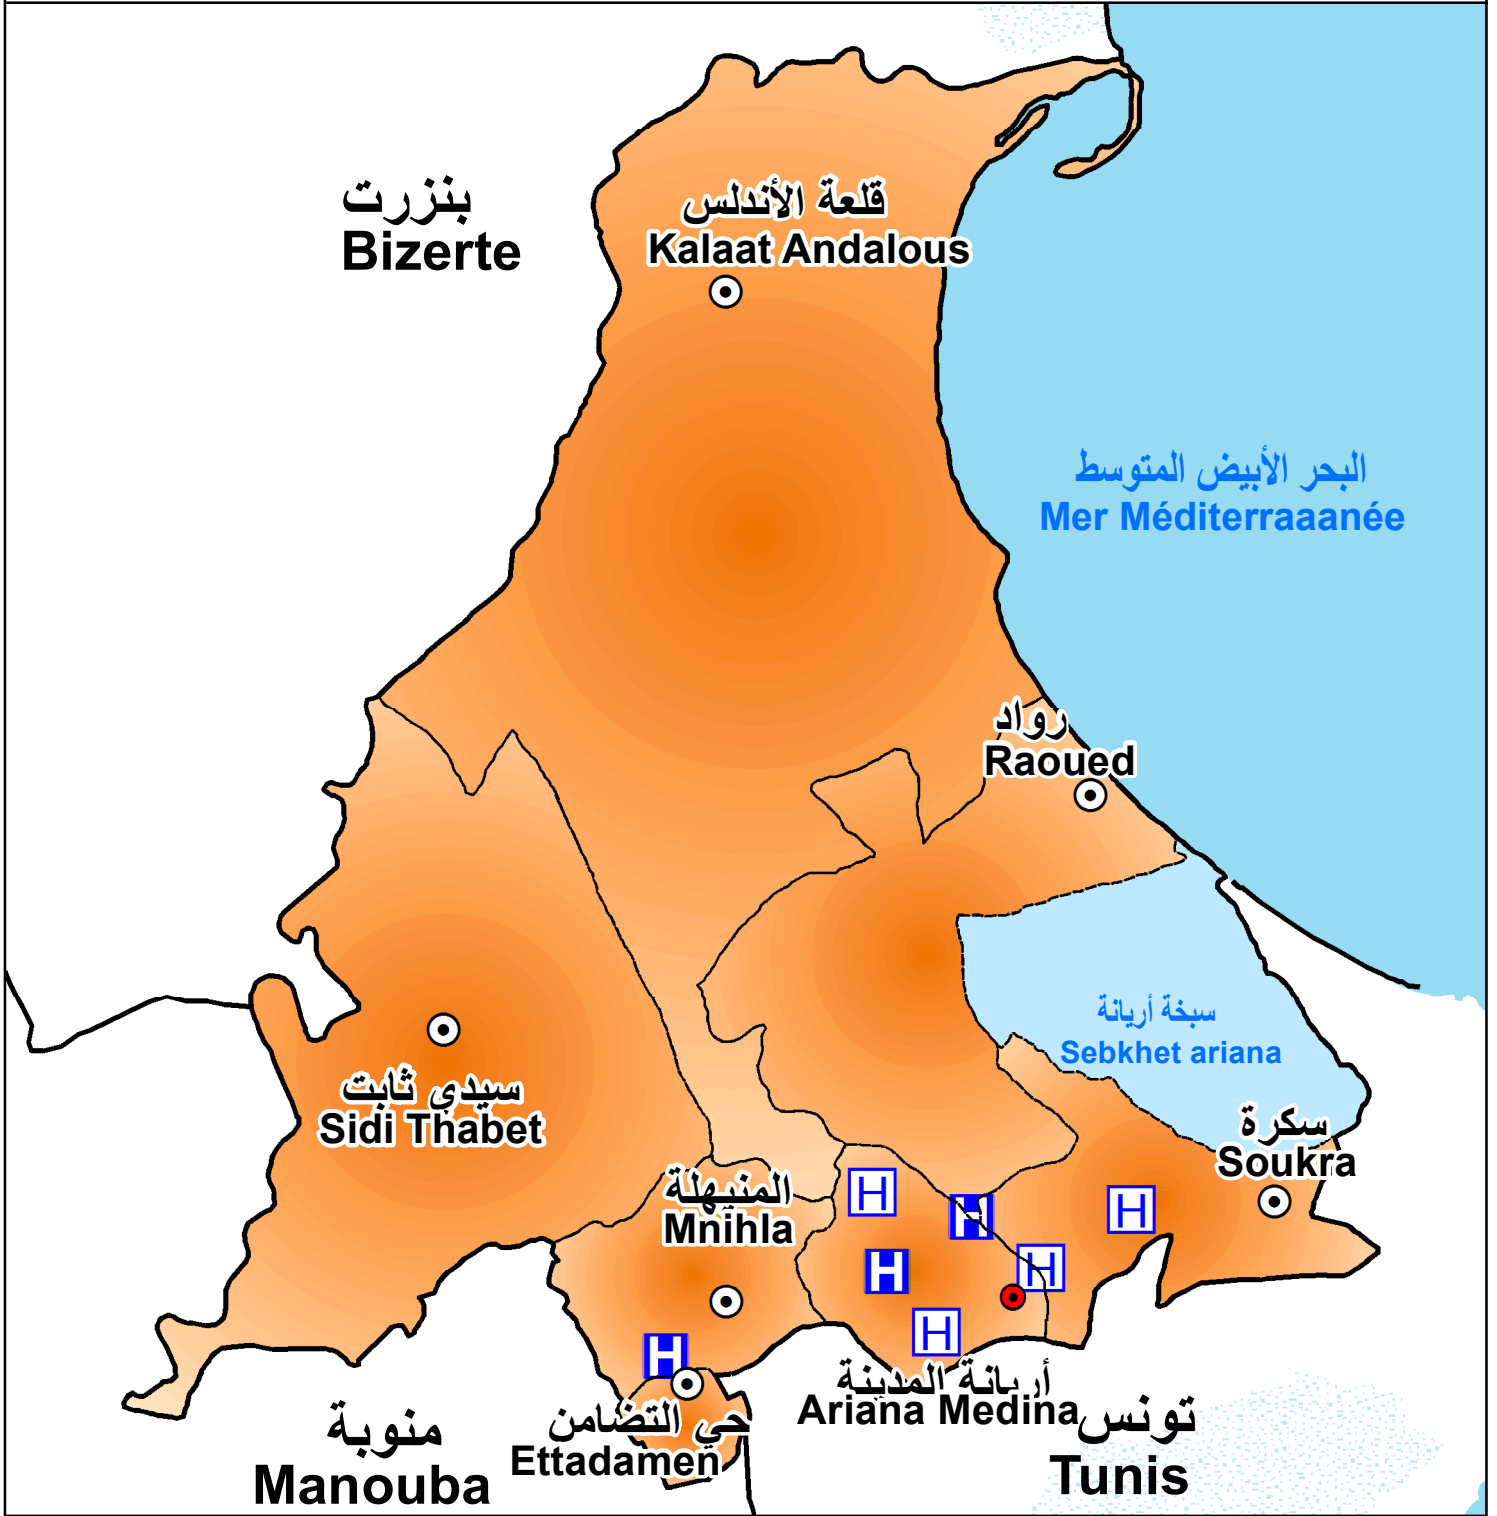 قلعة الأندلس
Kalaat Andalous
بنزرت
Bizerte
البحر الأبيض المتوسط
Mer Méditerraaanée
رواد
Raoued
سبخة أريانة
Sebkhet ariana
سيدي ثابت
Sidi Thabet
سكرة
Soukra
المنيهلة
Mnihla
H
H
H
H
H
H
H
أريانة المدينة
Ariana Medina
حي التضامن
Ettadamen
منوبة
Manouba
تونس
Tunis